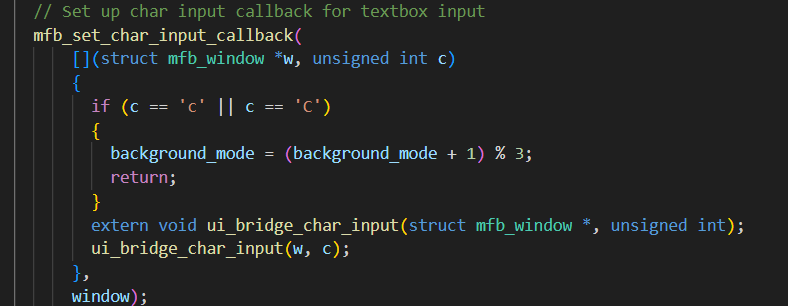 // Set up char input callback for textbox input
mfb_set_char_input_callback(
[](struct mfb_window *w, unsigned int c)
{
if (c == 'c' || c == 'C')
{
background_mode = (background_mode + 1) % 3;
return;
}
extern void ui_bridge_char_input(struct mfb_window *, unsigned int);
ui_bridge_char_input(w, c);
},
window);